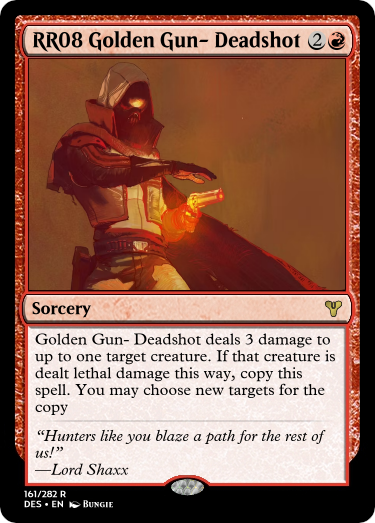 RR08 Golden Gun- Deadshot 2
Sorcery
Golden Gun- Deadshot deals 3 damage to
up to one target creature. If that creature is
dealt lethal damage this way, copy this
spell. You may choose new targets for the
copy
“Hunters like you blaze a path for the rest of
us!”
—Lord Shaxx
161/282 R
DES • EN Bungie